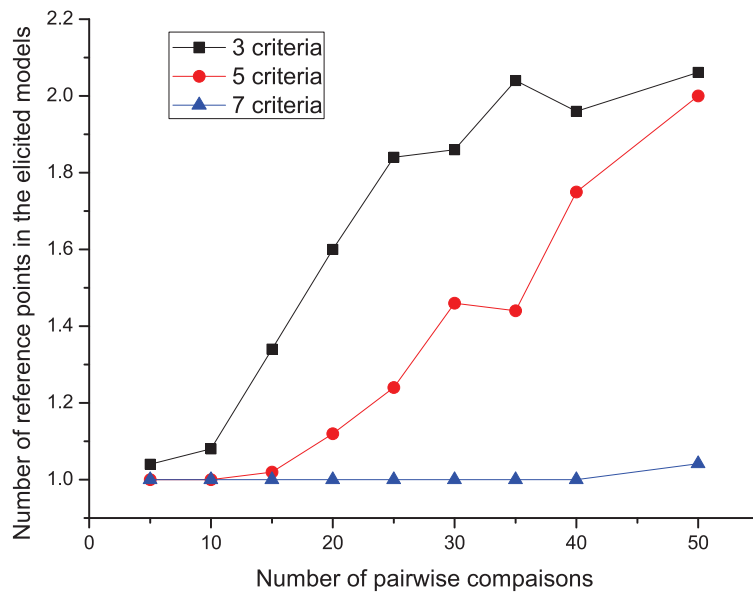 2.2
2.0
1.8
1.6
1.4
1.2
1.0
0
10
20
30
40
50
Number of reference points in the elicited models
Number of pairwise compaisons
3 criteria
5 criteria
7 criteria